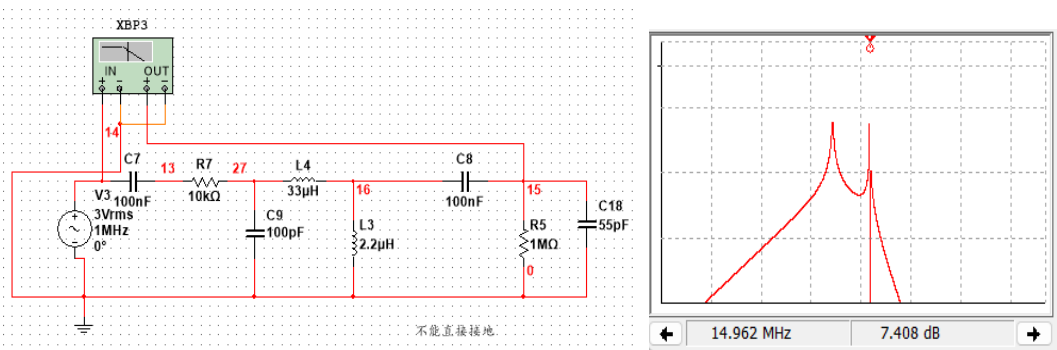 XBP3
IN OUT
+ - + -
14
C7 13 R7 27 L4 C8
100nF 10kΩ 33µH 16 100nF 15
V3
3Vrms
1MHz
0°
C9
100pF
L3
2.2µH
R5
1MΩ
0
C18
55pF
不能直接接地
14.962 MHz 7.408 dB